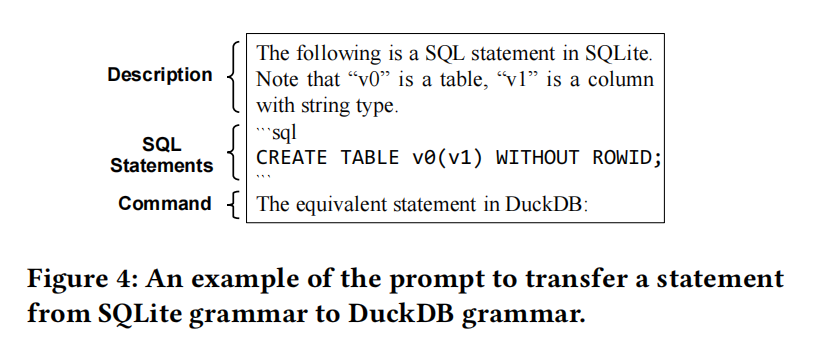 Description
The following is a SQL statement in SQLite.
Note that “v0” is a table, “v1” is a column
with string type.
SQL
Statements
```sql
CREATE TABLE v0(v1) WITHOUT ROWID;
```
Command
The equivalent statement in DuckDB:
Figure 4: An example of the prompt to transfer a statement
from SQLite grammar to DuckDB grammar.